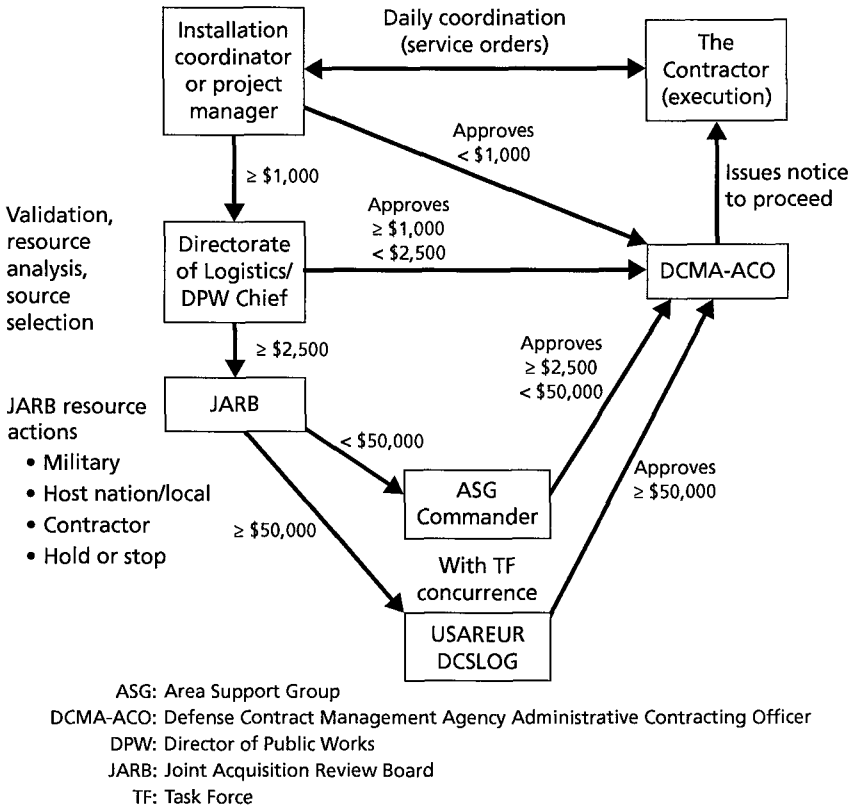 Installation
coordinator
or project
manager
Daily coordination
(service orders)
The
Contractor
(execution)
Approves
< $1,000
≥ $1,000
Issues notice
to proceed
Validation,
resource
analysis,
source
selection
Directorate
of Logistics/
DPW Chief
Approves
≥ $1,000
< $2,500
DCMA-ACO
≥ $2,500
Approves
≥ $2,500
< $50,000
JARB resource
actions
• Military
• Host nation/local
• Contractor
• Hold or stop
JARB
< $50,000
≥ $50,000
ASG
Commander
Approves
≥ $50,000
With TF
concurrence
USAREUR
DCSLOG
ASG: Area Support Group
DCMA-ACO: Defense Contract Management Agency Administrative Contracting Officer
DPW: Director of Public Works
JARB: Joint Acquisition Review Board
TF: Task Force